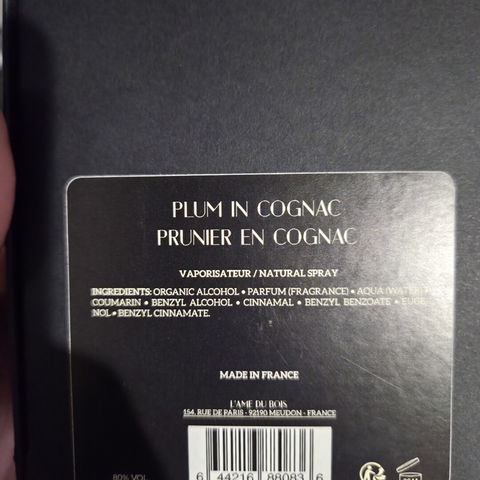 PLUM IN COGNAC
PRUNIER EN COGNAC
VAPORISATEUR / NATURAL SPRAY
INGREDIENTS: ORGANIC ALCOHOL • PARFUM (FRAGRANCE) • AQUA (WATER) •
COUMARIN • BENZYL ALCOHOL • CINNAMAL • BENZYL BENZOATE • EUGE
NOL • BENZYL CINNAMATE.
MADE IN FRANCE
L'AME DU BOIS
154, RUE DE PARIS - 92190 MEUDON - FRANCE
80% VOL
6 44216 88083 6